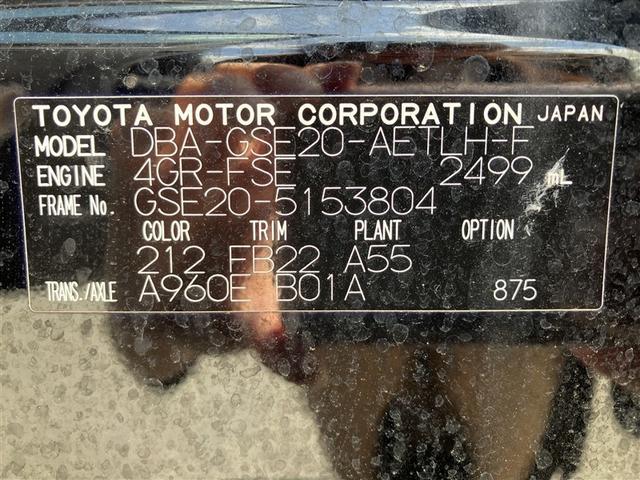 TOYOTA MOTOR CORPORATION JAPAN
MODEL DBA-GSE20-AETLH-F
ENGINE 4GR-FSE 2499 mL
FRAME No. GSE20-5153804
COLOR TRIM PLANT OPTION
212 FB22 A55
TRANS./AXLE A960E B01A 875